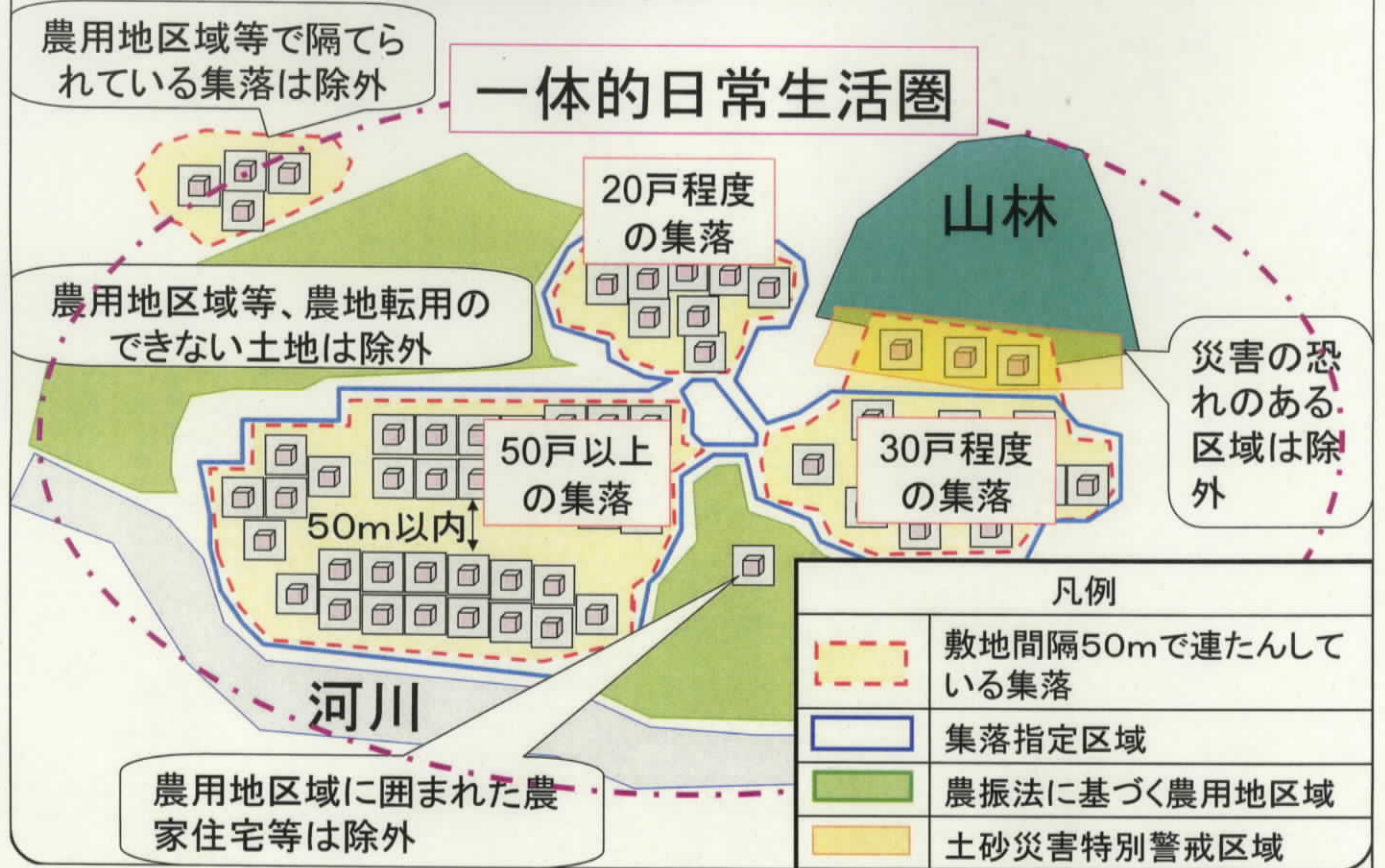 農用地区域等で隔てら
れている集落は除外
一体的日常生活圏
20戸程度
の集落
山林
農用地区域等、農地転用の
できない土地は除外
災害の恐
れのある
区域は除
外
50戸以上
の集落
30戸程度
の集落
50m以内
河川
農用地区域に囲まれた農
家住宅等は除外
凡例
敷地間隔50mで連たんして
いる集落
集落指定区域
農振法に基づく農用地区域
土砂災害特別警戒区域